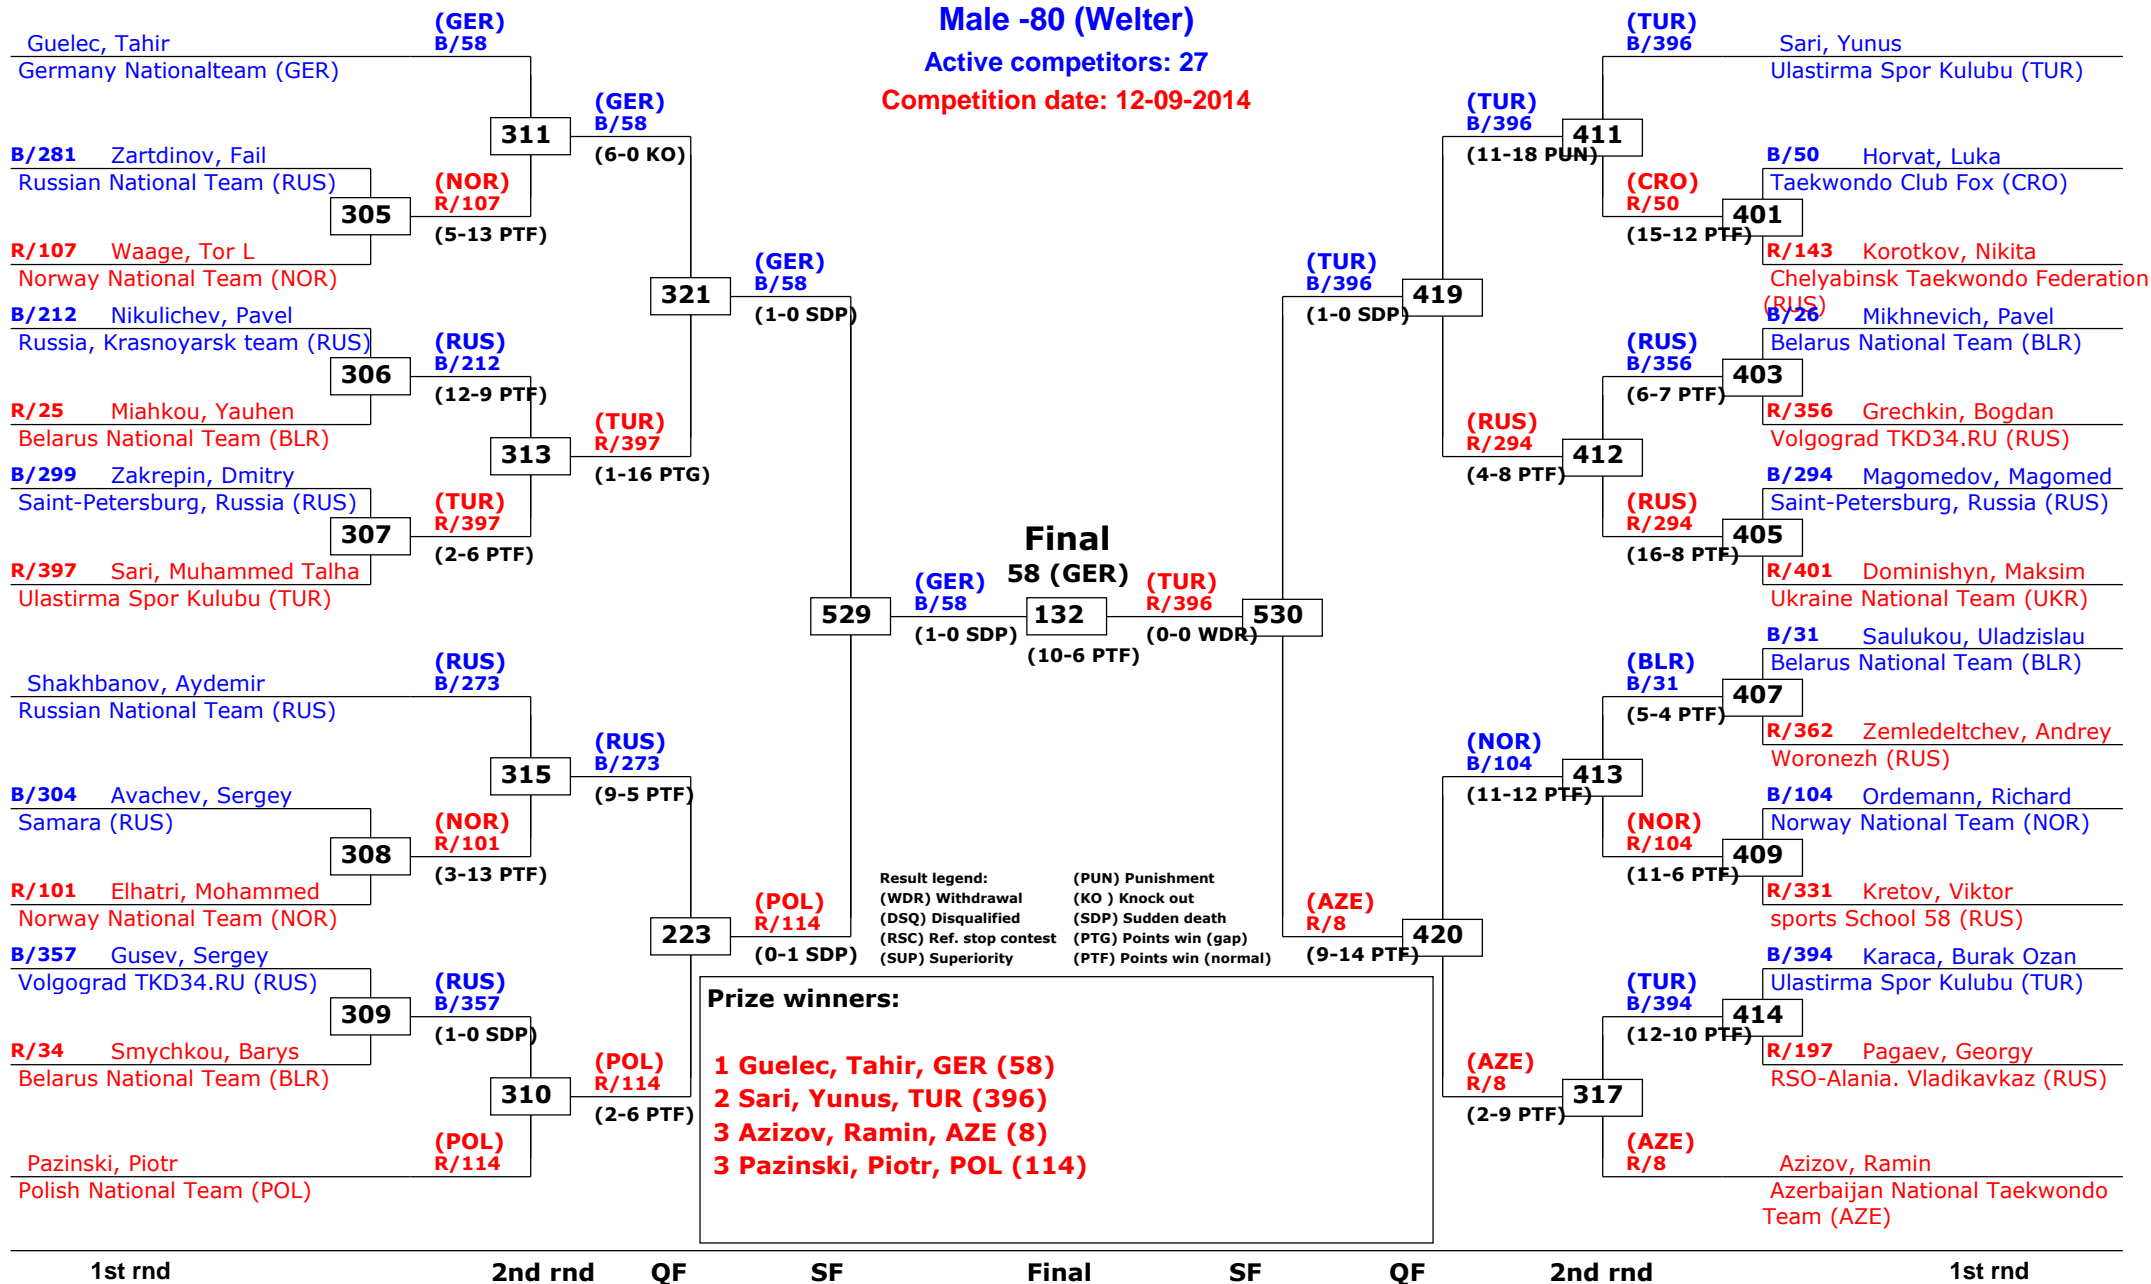 Male -80 (Welter)
Active competitors: 27
Competition date: 12-09-2014
Guelec, Tahir
Germany Nationalteam (GER)
(GER)
B/58
B/281 Zartdinov, Fail
Russian National Team (RUS)
305
R/107 Waage, Tor L
Norway National Team (NOR)
(NOR)
R/107
(5-13 PTF)
311
(GER)
B/58
(6-0 KO)
B/212 Nikulichev, Pavel
Russia, Krasnoyarsk team (RUS)
306
R/25 Miahkou, Yauhen
Belarus National Team (BLR)
(RUS)
B/212
(12-9 PTF)
B/299 Zakrepin, Dmitry
Saint-Petersburg, Russia (RUS)
307
R/397 Sari, Muhammed Talha
Ulastirma Spor Kulubu (TUR)
(TUR)
R/397
(2-6 PTF)
313
(TUR)
R/397
(1-16 PTG)
321
(GER)
B/58
(1-0 SDP)
Shakhbanov, Aydemir
Russian National Team (RUS)
(RUS)
B/273
B/304 Avachev, Sergey
Samara (RUS)
308
R/101 Elhatri, Mohammed
Norway National Team (NOR)
(NOR)
R/101
(3-13 PTF)
315
(RUS)
B/273
(9-5 PTF)
B/357 Gusev, Sergey
Volgograd TKD34.RU (RUS)
309
R/34 Smychkou, Barys
Belarus National Team (BLR)
(RUS)
B/357
(1-0 SDP)
Pazinski, Piotr
Polish National Team (POL)
(POL)
R/114
310
(POL)
R/114
(2-6 PTF)
223
(POL)
R/114
(0-1 SDP)
529
(GER)
B/58
(1-0 SDP)
Final
58 (GER)
132
(10-6 PTF)
(TUR)
R/396
(0-0 WDR)
530
(TUR)
B/396
Sari, Yunus
Ulastirma Spor Kulubu (TUR)
B/50 Horvat, Luka
Taekwondo Club Fox (CRO)
401
R/143 Korotkov, Nikita
Chelyabinsk Taekwondo Federation
(RUS)
(CRO)
R/50
(15-12 PTF)
411
(TUR)
B/396
(11-18 PUN)
B/26 Mikhnevich, Pavel
Belarus National Team (BLR)
403
R/356 Grechkin, Bogdan
Volgograd TKD34.RU (RUS)
(RUS)
B/356
(6-7 PTF)
B/294 Magomedov, Magomed
Saint-Petersburg, Russia (RUS)
405
R/401 Dominishyn, Maksim
Ukraine National Team (UKR)
(RUS)
R/294
(16-8 PTF)
412
(RUS)
R/294
(4-8 PTF)
419
(TUR)
B/396
(1-0 SDP)
B/31 Saulukou, Uladzislau
Belarus National Team (BLR)
407
R/362 Zemledeltchev, Andrey
Woronezh (RUS)
(BLR)
B/31
(5-4 PTF)
B/104 Ordemann, Richard
Norway National Team (NOR)
409
R/331 Kretov, Viktor
sports School 58 (RUS)
(NOR)
R/104
(11-6 PTF)
413
(NOR)
B/104
(11-12 PTF)
B/394 Karaca, Burak Ozan
Ulastirma Spor Kulubu (TUR)
414
R/197 Pagaev, Georgy
RSO-Alania. Vladikavkaz (RUS)
(TUR)
B/394
(12-10 PTF)
(AZE)
R/8
Azizov, Ramin
Azerbaijan National Taekwondo
Team (AZE)
317
(AZE)
R/8
(2-9 PTF)
420
(AZE)
R/8
(9-14 PTF)
Result legend: (PUN) Punishment
(WDR) Withdrawal (KO ) Knock out
(DSQ) Disqualified (SDP) Sudden death
(RSC) Ref. stop contest (PTG) Points win (gap)
(SUP) Superiority (PTF) Points win (normal)
Prize winners:
1 Guelec, Tahir, GER (58)
2 Sari, Yunus, TUR (396)
3 Azizov, Ramin, AZE (8)
3 Pazinski, Piotr, POL (114)
1st rnd 2nd rnd QF SF Final SF QF 2nd rnd 1st rnd